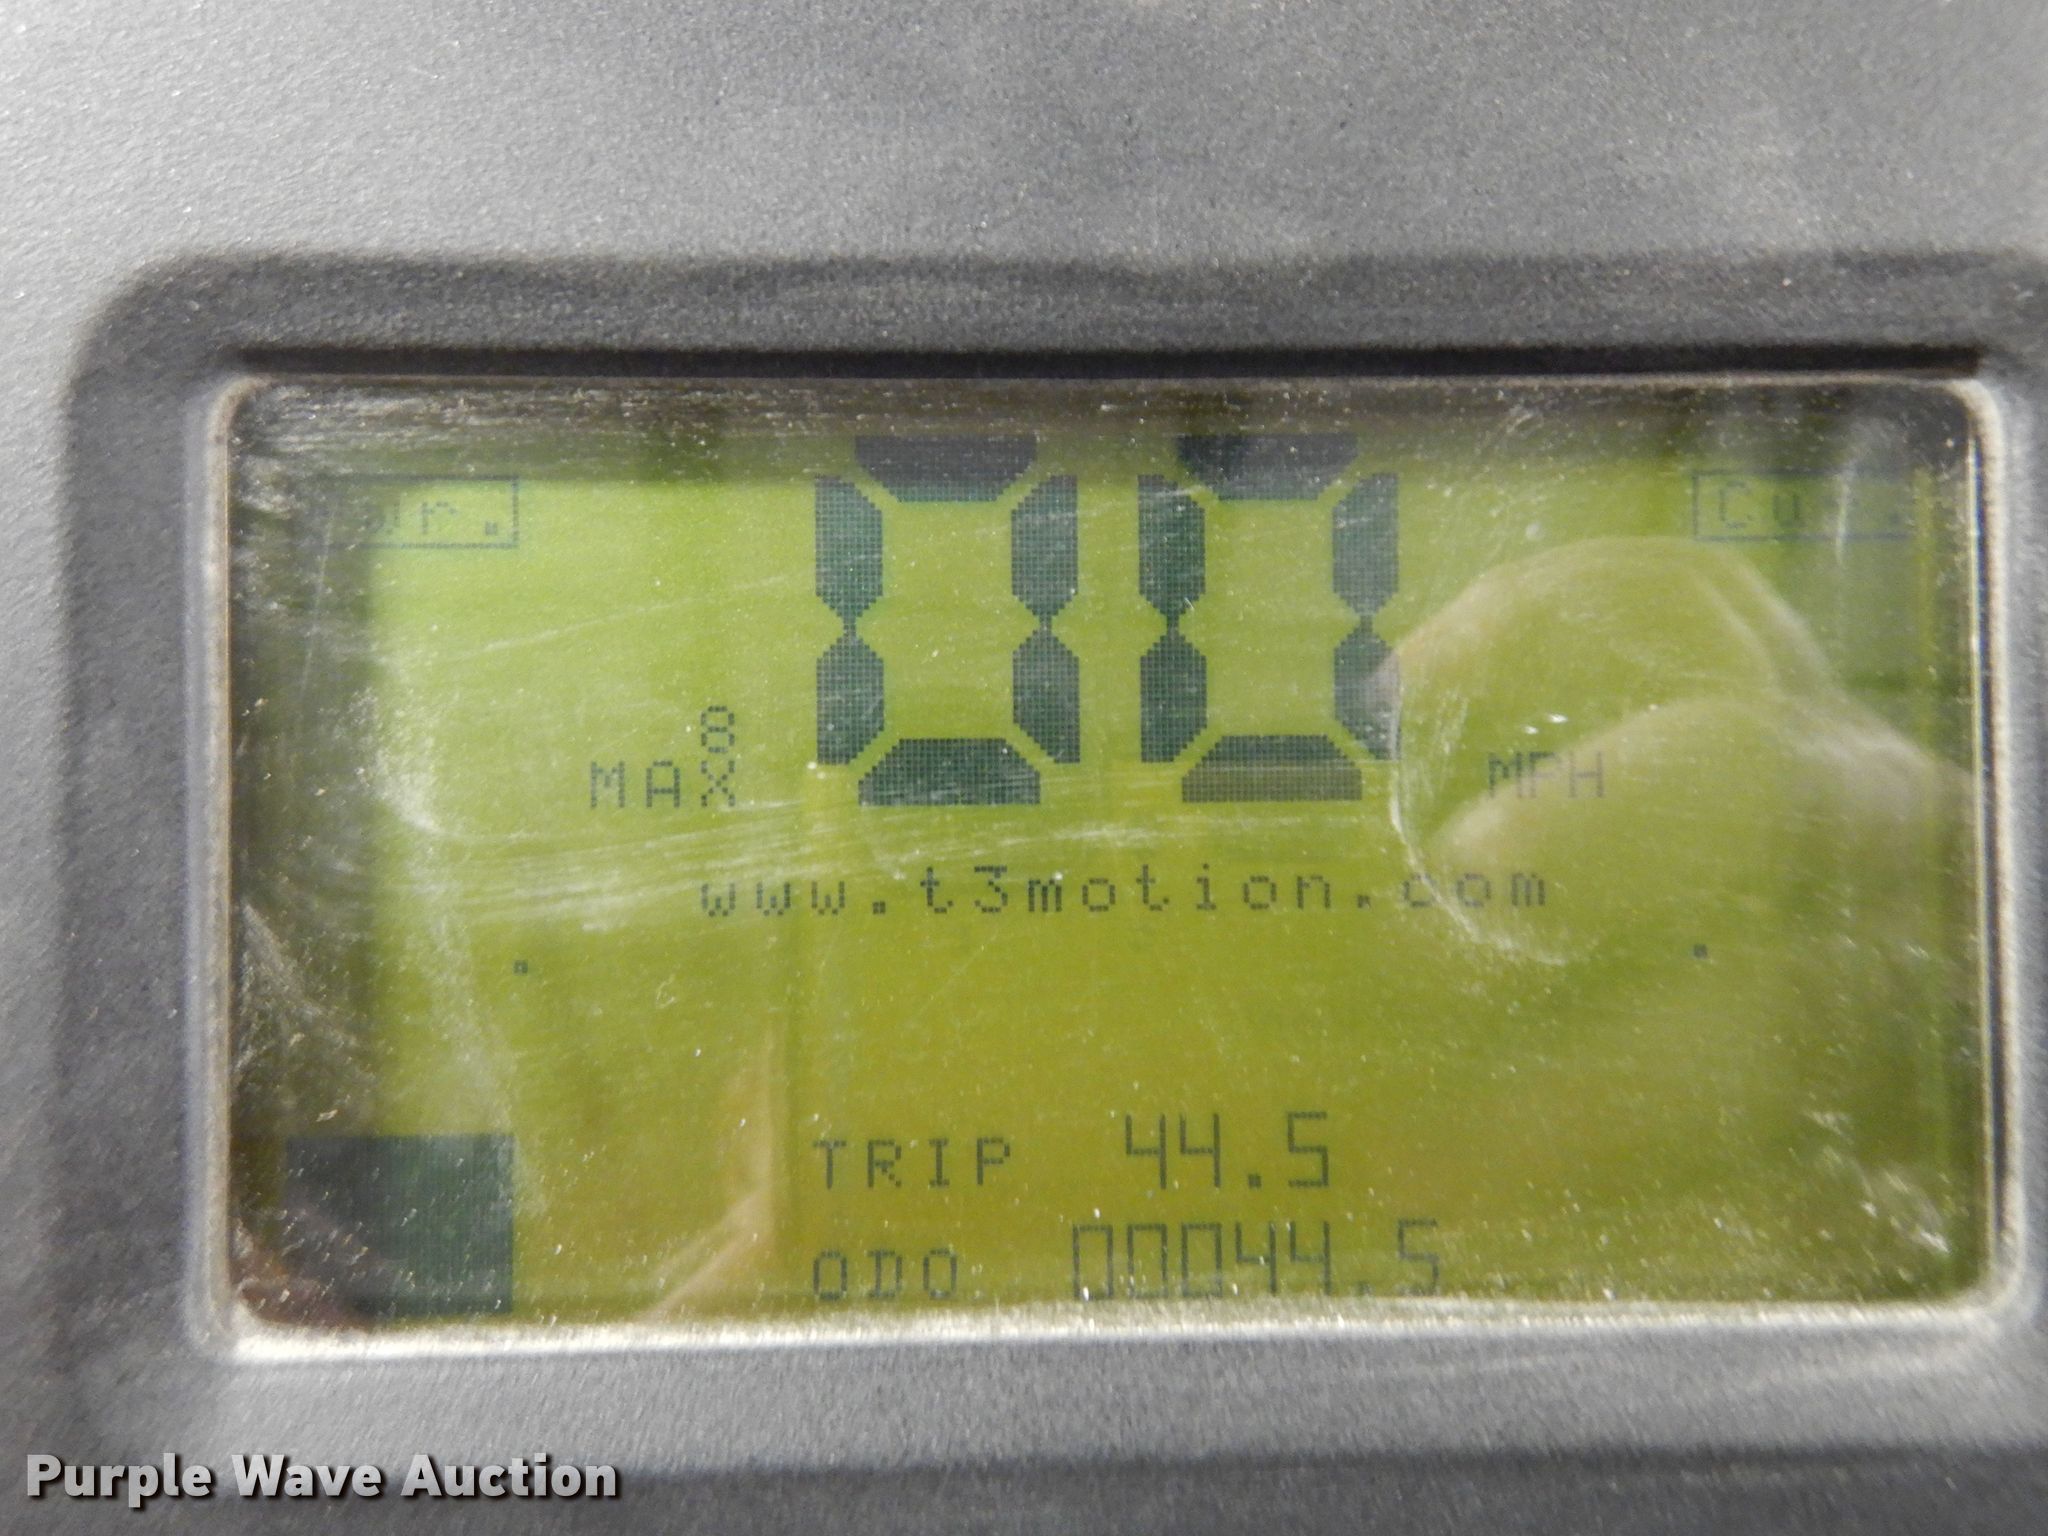 00
8
MAX
MPH
www.t3motion.com
TRIP 44.5
ODO 00044.5
Purple Wave Auction